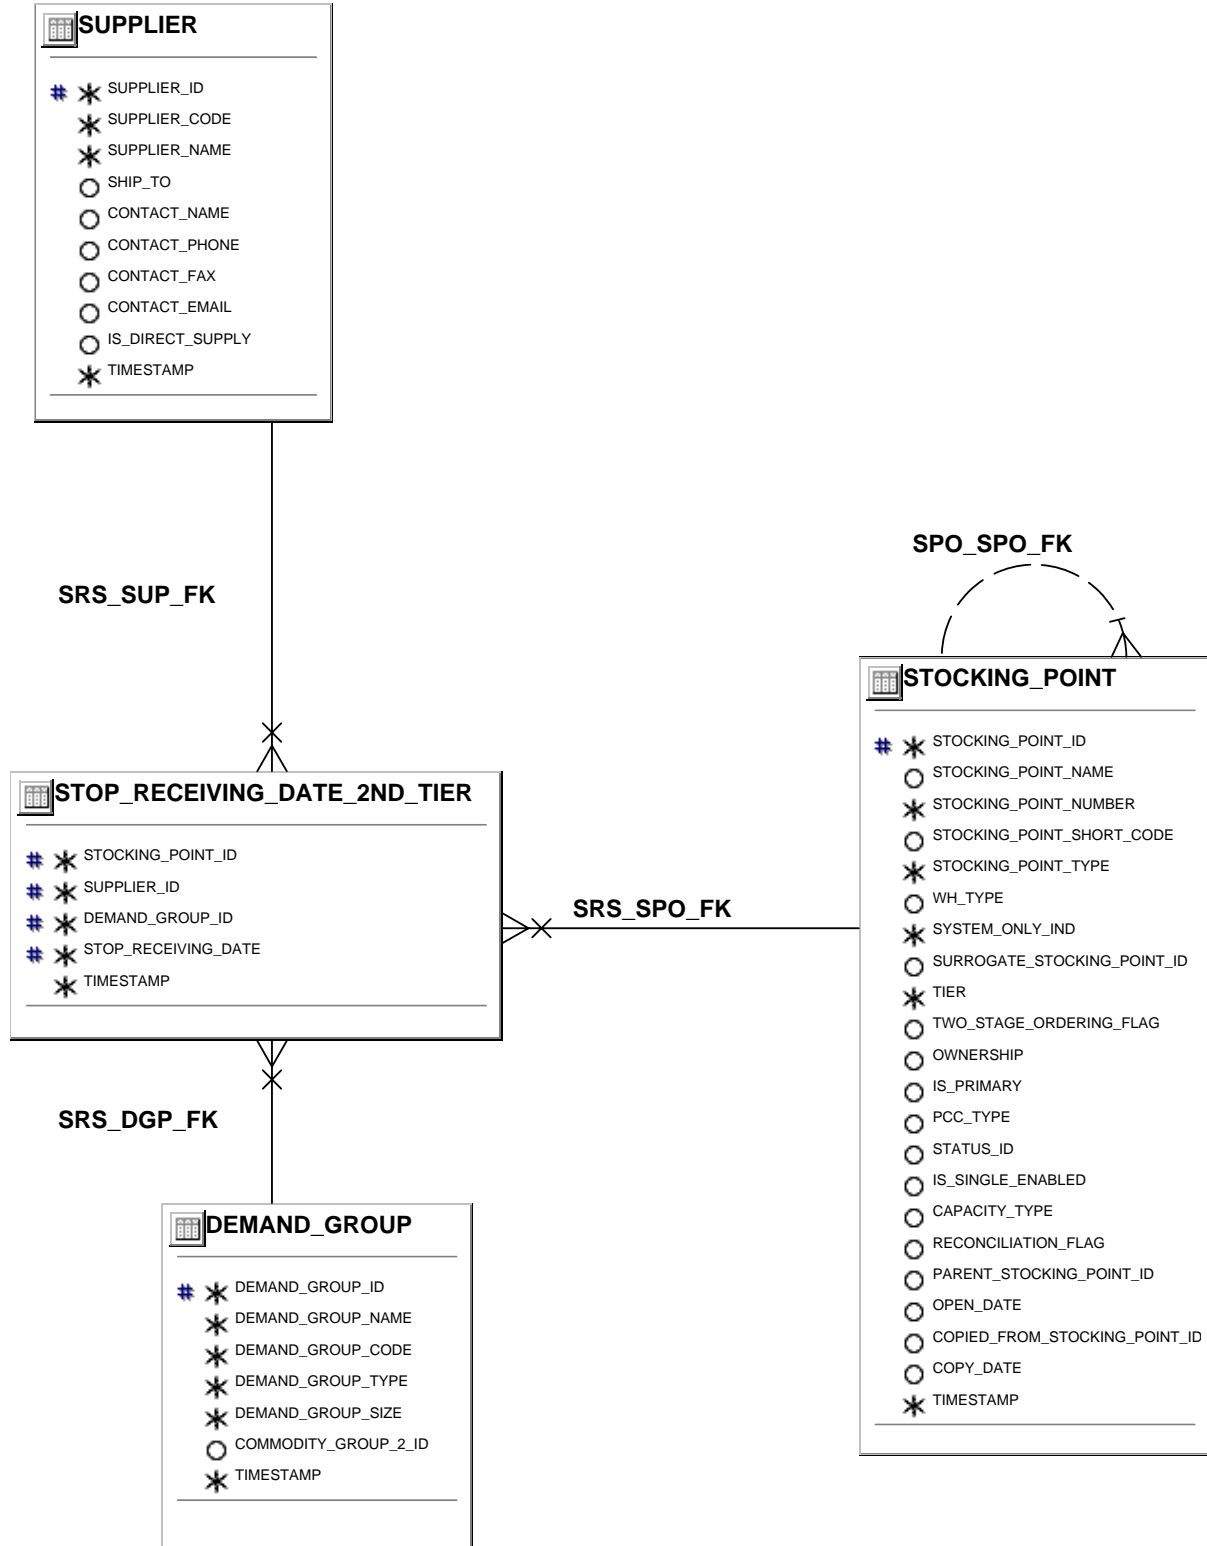 SUPPLIER
# * SUPPLIER_ID
* SUPPLIER_CODE
* SUPPLIER_NAME
O SHIP_TO
O CONTACT_NAME
O CONTACT_PHONE
O CONTACT_FAX
O CONTACT_EMAIL
O IS_DIRECT_SUPPLY
* TIMESTAMP
SRS_SUP_FK
STOP_RECEIVING_DATE_2ND_TIER
# * STOCKING_POINT_ID
# * SUPPLIER_ID
# * DEMAND_GROUP_ID
# * STOP_RECEIVING_DATE
* TIMESTAMP
SRS_SPO_FK
SPO_SPO_FK
STOCKING_POINT
# * STOCKING_POINT_ID
O STOCKING_POINT_NAME
* STOCKING_POINT_NUMBER
O STOCKING_POINT_SHORT_CODE
* STOCKING_POINT_TYPE
O WH_TYPE
* SYSTEM_ONLY_IND
O SURROGATE_STOCKING_POINT_ID
* TIER
O TWO_STAGE_ORDERING_FLAG
O OWNERSHIP
O IS_PRIMARY
O PCC_TYPE
O STATUS_ID
O IS_SINGLE_ENABLED
O CAPACITY_TYPE
O RECONCILIATION_FLAG
O PARENT_STOCKING_POINT_ID
O OPEN_DATE
O COPIED_FROM_STOCKING_POINT_ID
O COPY_DATE
* TIMESTAMP
SRS_DGP_FK
DEMAND_GROUP
# * DEMAND_GROUP_ID
* DEMAND_GROUP_NAME
* DEMAND_GROUP_CODE
* DEMAND_GROUP_TYPE
* DEMAND_GROUP_SIZE
O COMMODITY_GROUP_2_ID
* TIMESTAMP